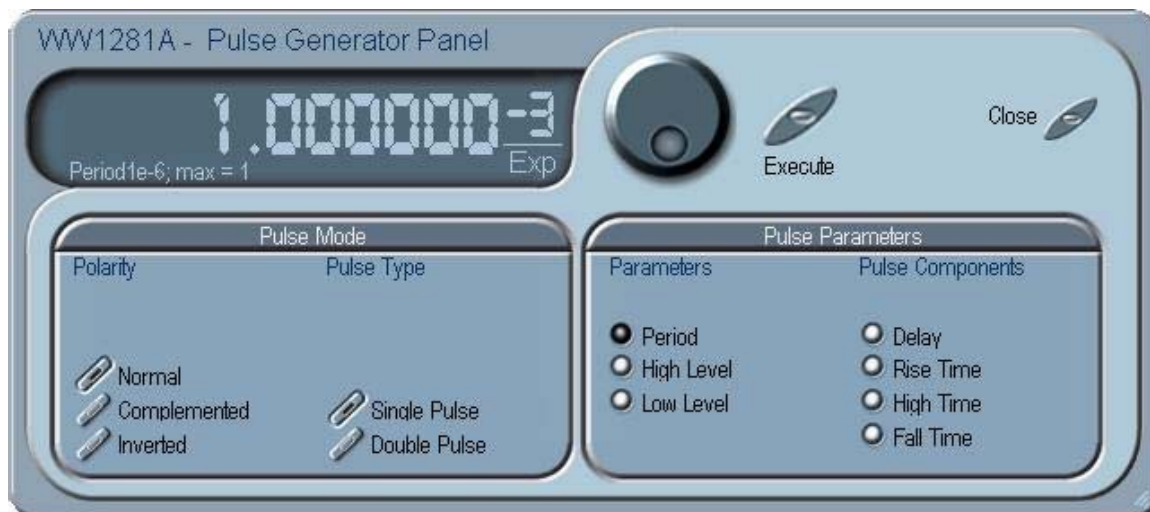 WW1281A - Pulse Generator Panel
1.000000 -3
Exp
Period1e-6; max = 1
Execute
Close
Pulse Mode
Polarity
Pulse Type
Normal
Complemented
Inverted
Single Pulse
Double Pulse
Pulse Parameters
Parameters
Pulse Components
Period
High Level
Low Level
Delay
Rise Time
High Time
Fall Time